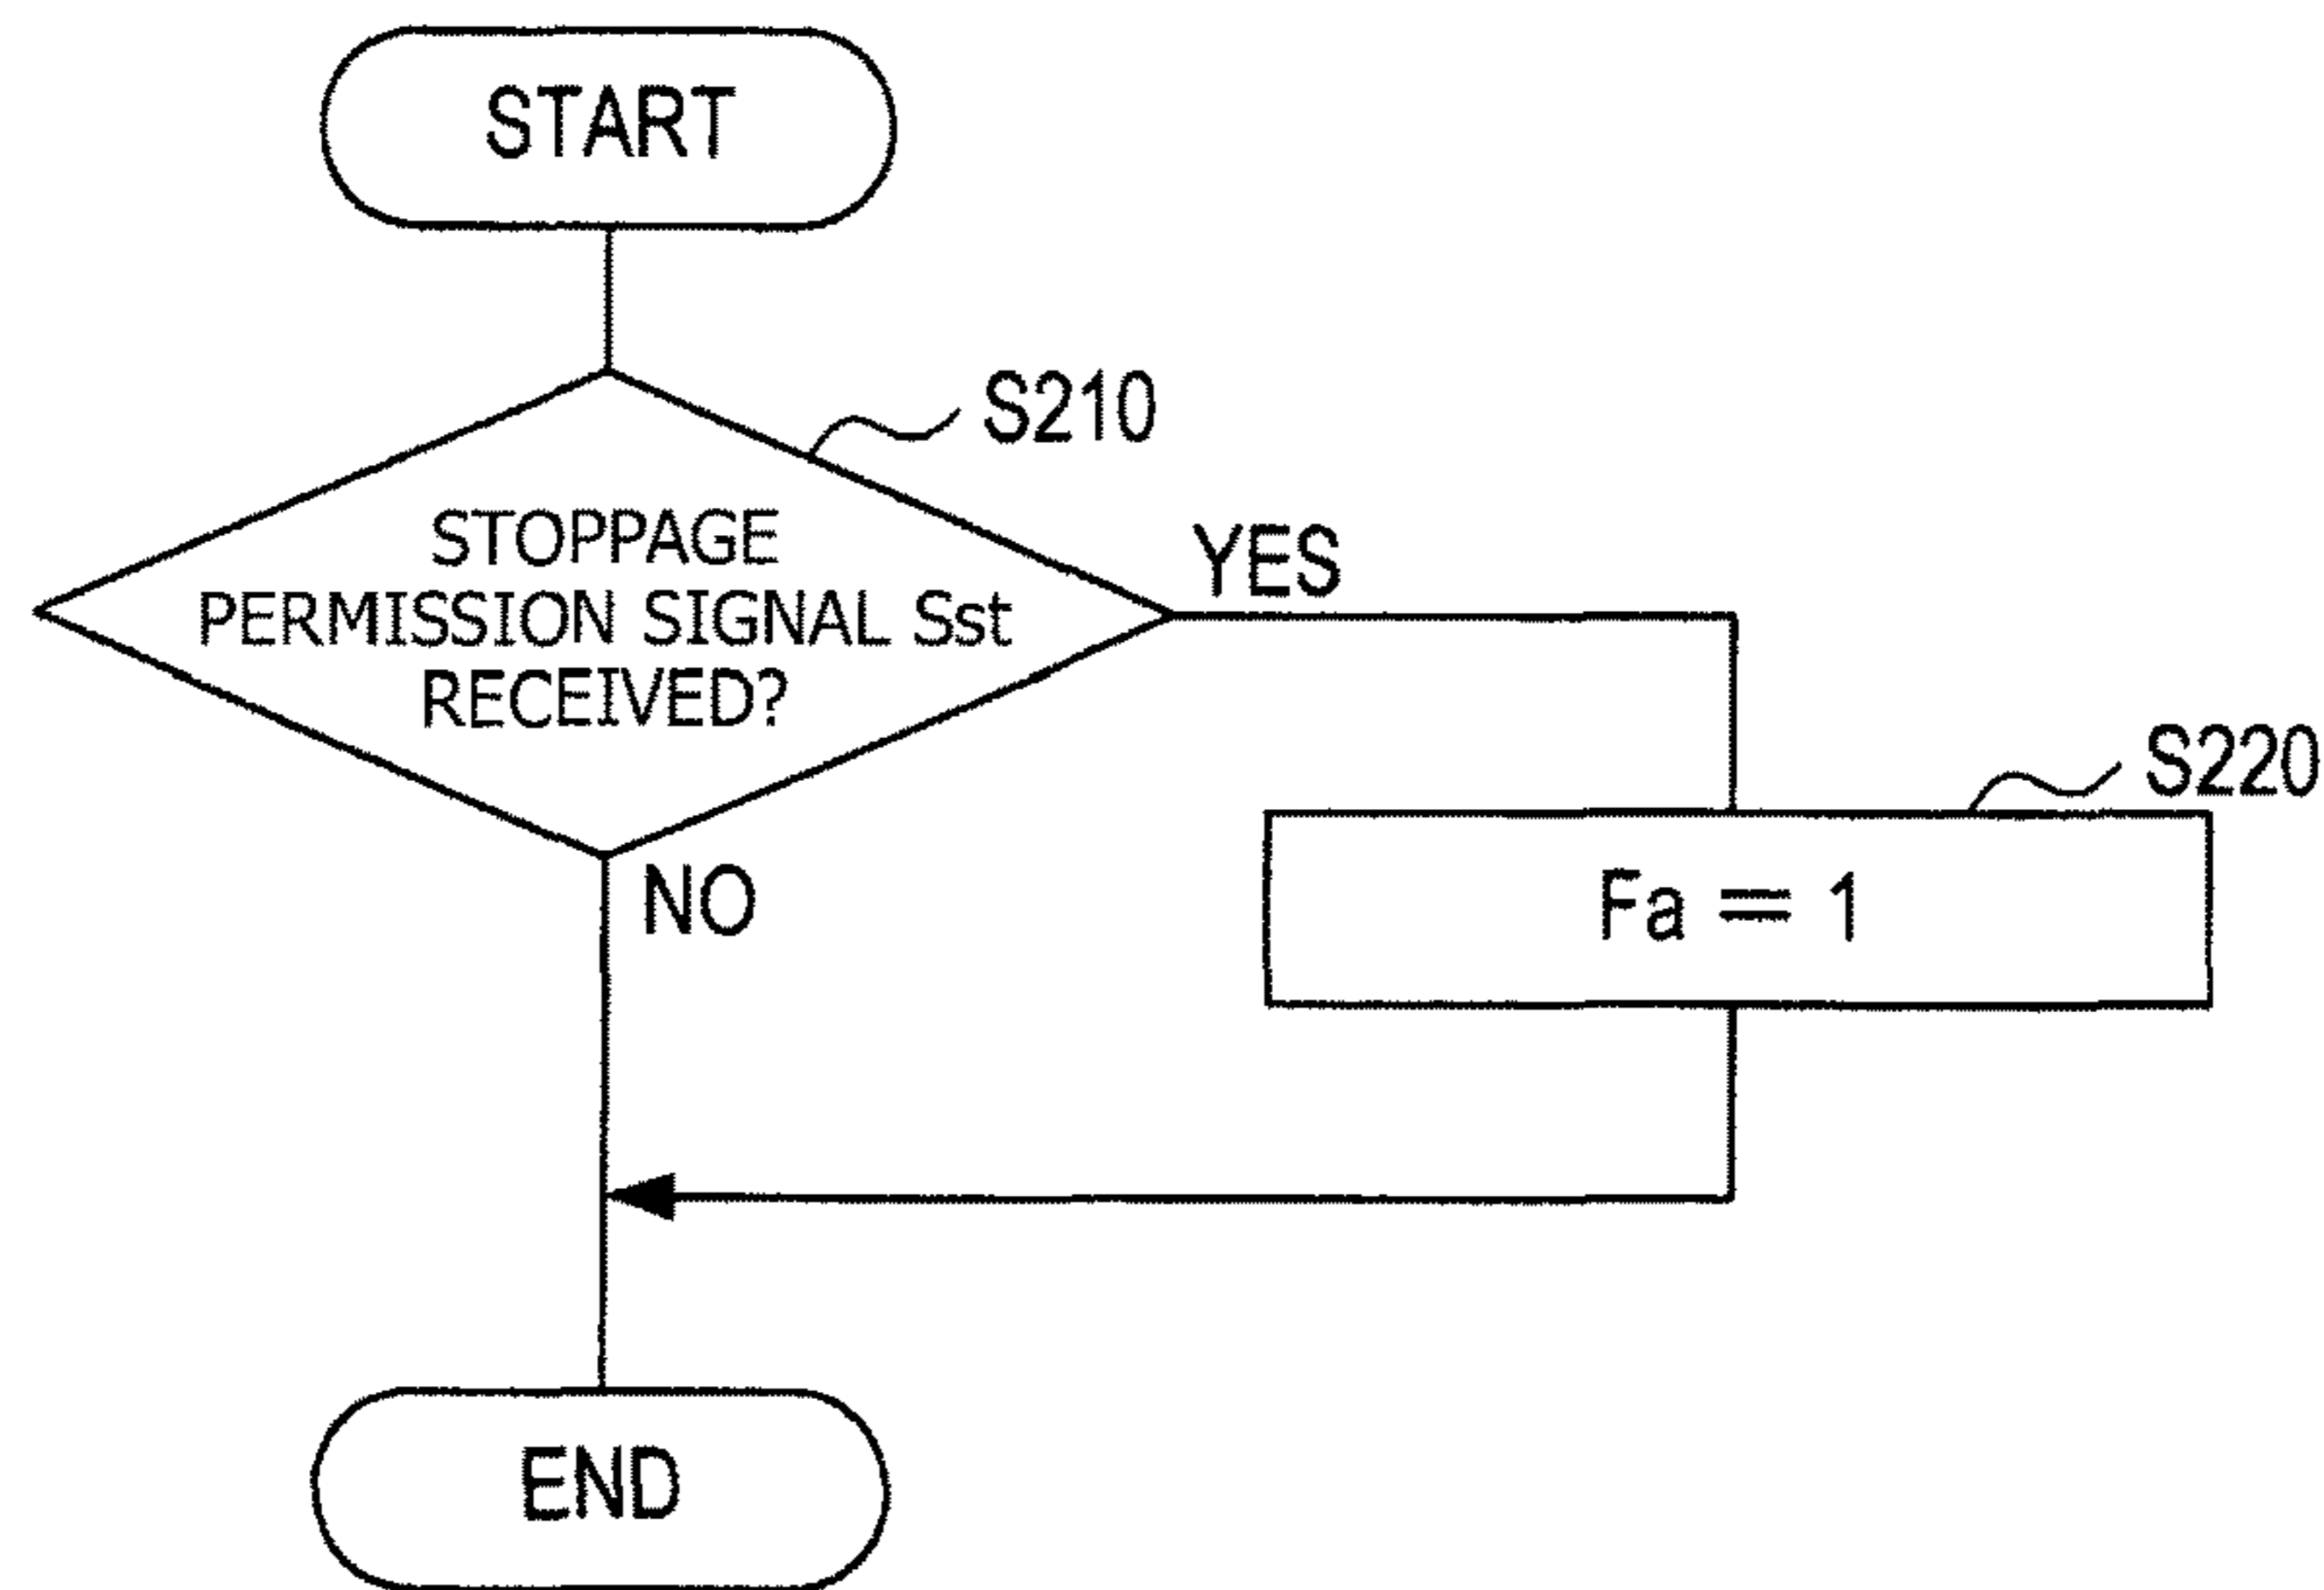 START
S210
STOPPAGE
PERMISSION SIGNAL Sst
RECEIVED?
YES
S220
Fa = 1
NO
END